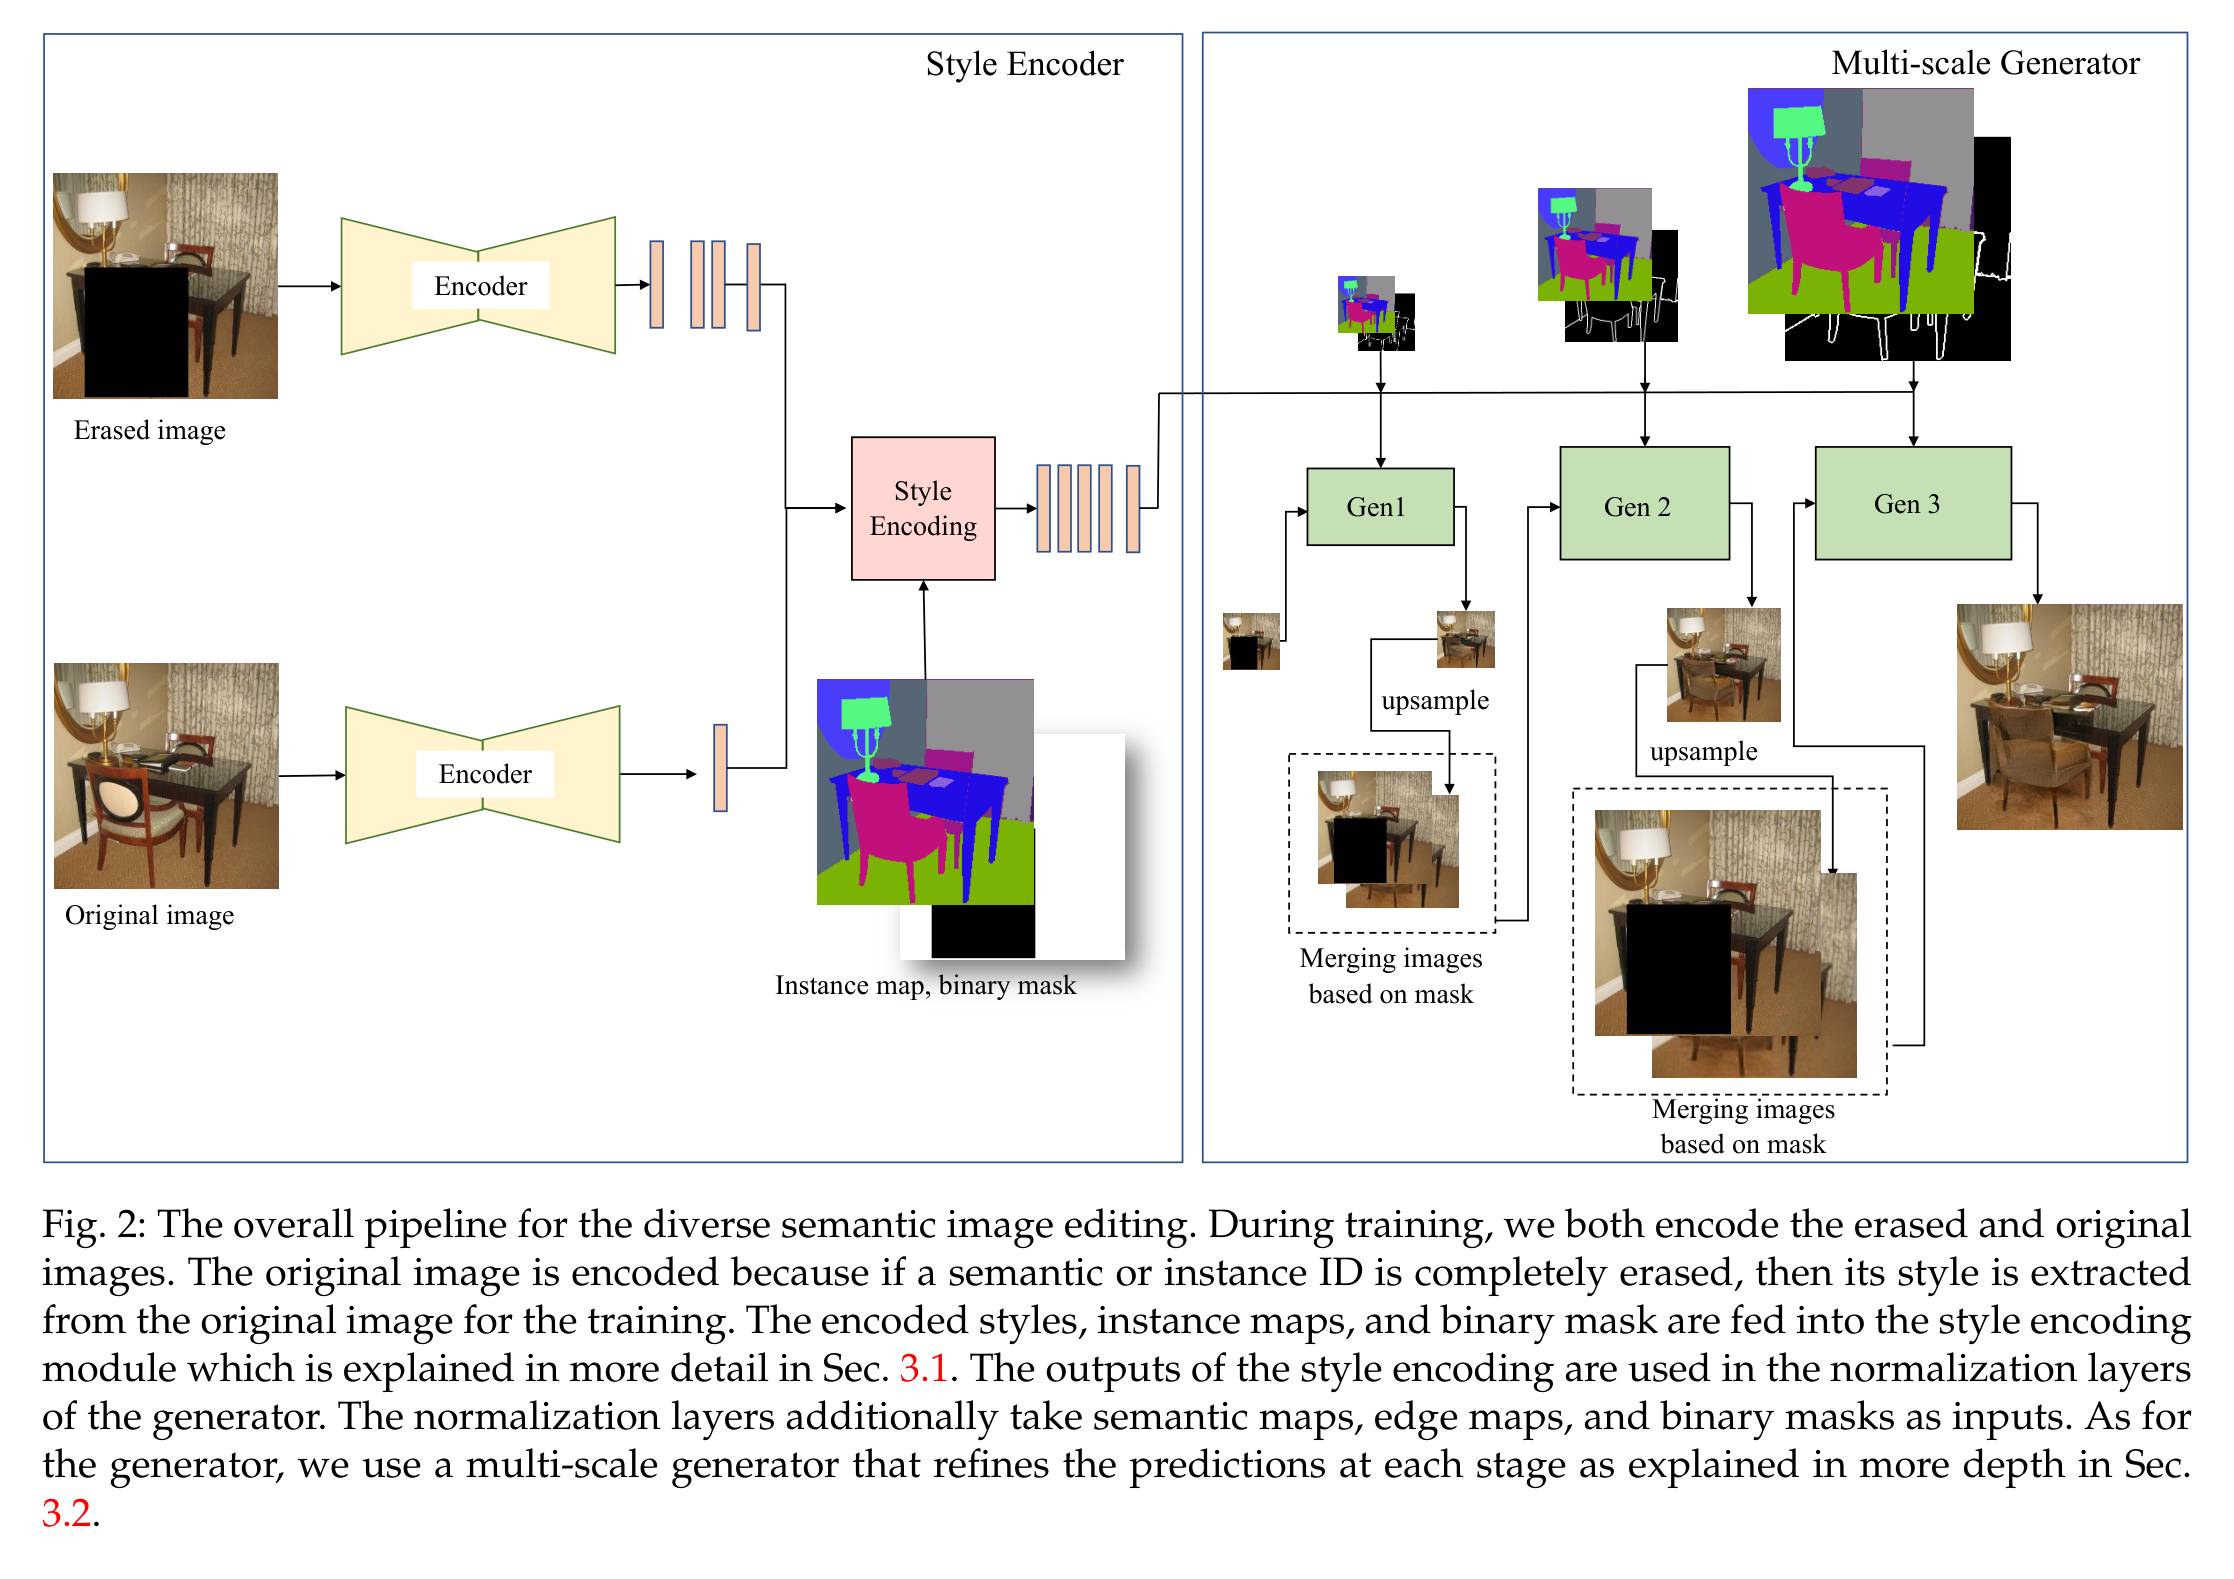 Style Encoder
Multi-scale Generator
Encoder
Erased image
Style
Encoding
Gen1
Gen 2
Gen 3
upsample
upsample
Encoder
Original image
Instance map, binary mask
Merging images
based on mask
Merging images
based on mask
Fig. 2: The overall pipeline for the diverse semantic image editing. During training, we both encode the erased and original
images. The original image is encoded because if a semantic or instance ID is completely erased, then its style is extracted
from the original image for the training. The encoded styles, instance maps, and binary mask are fed into the style encoding
module which is explained in more detail in Sec. 3.1. The outputs of the style encoding are used in the normalization layers
of the generator. The normalization layers additionally take semantic maps, edge maps, and binary masks as inputs. As for
the generator, we use a multi-scale generator that refines the predictions at each stage as explained in more depth in Sec.
3.2.